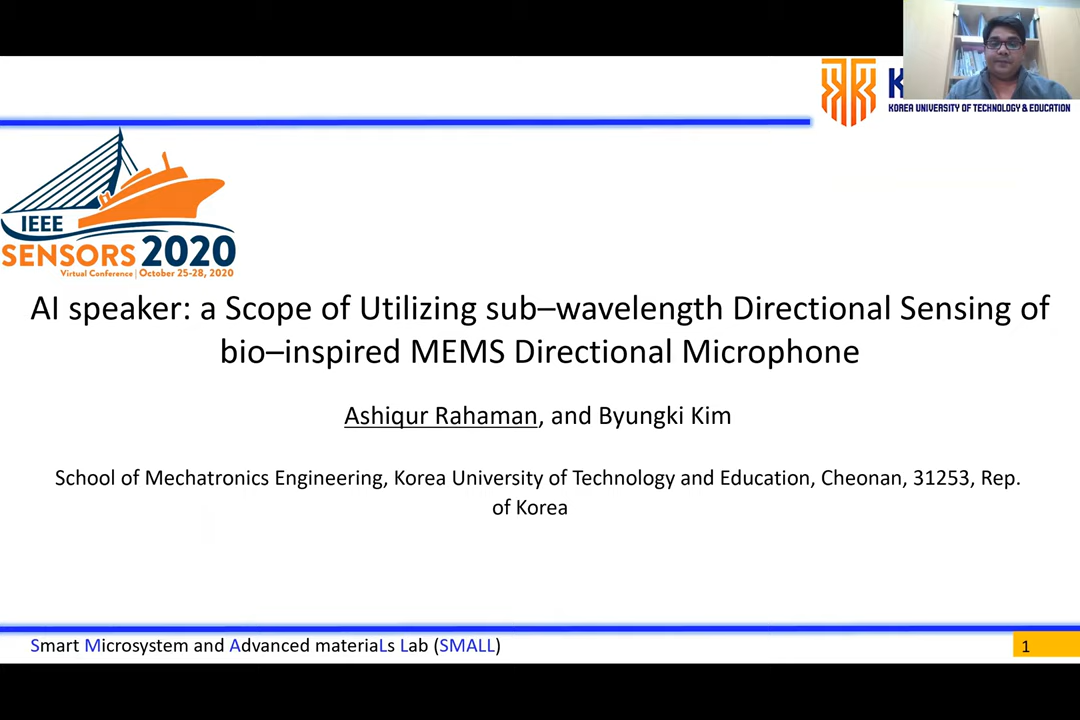 K
KOREA UNIVERSITY OF TECHNOLOGY & EDUCATION
IEEE
SENSORS 2020
Virtual Conference | October 25-28, 2020
AI speaker: a Scope of Utilizing sub–wavelength Directional Sensing of
bio–inspired MEMS Directional Microphone
Ashiqur Rahaman, and Byungki Kim
School of Mechatronics Engineering, Korea University of Technology and Education, Cheonan, 31253, Rep.
of Korea
Smart Microsystem and Advanced materiaLs Lab (SMALL)
1